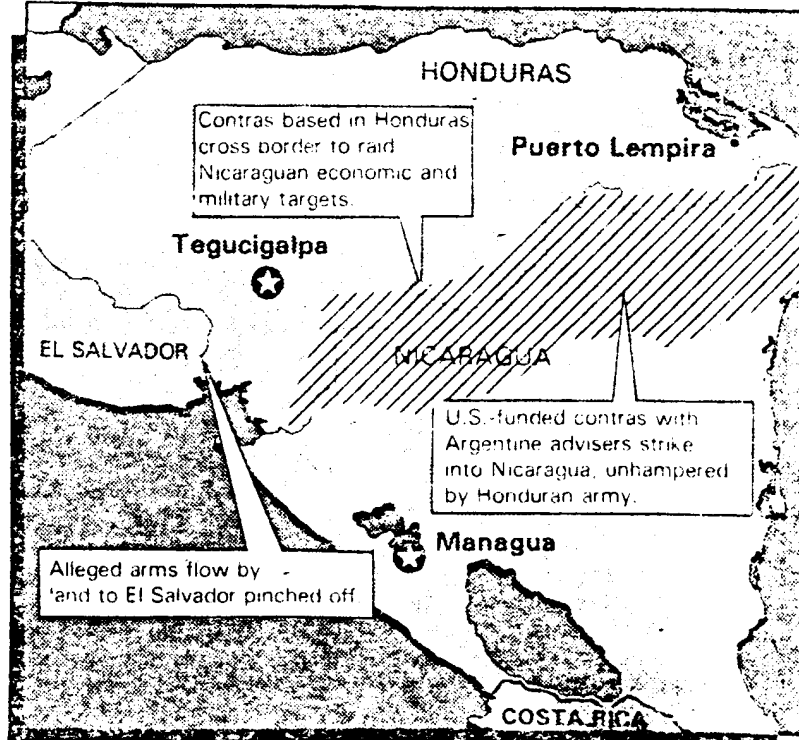 HONDURAS
Contras based in Honduras
cross border to raid
Nicaraguan economic and
military targets.
Puerto Lempira
Tegucigalpa
EL SALVADOR
NICARAGUA
U.S.-funded contras with
Argentine advisers strike
into Nicaragua, unhampered
by Honduran army.
Managua
Alleged arms flow by
land to El Salvador pinched off.
COSTA RICA